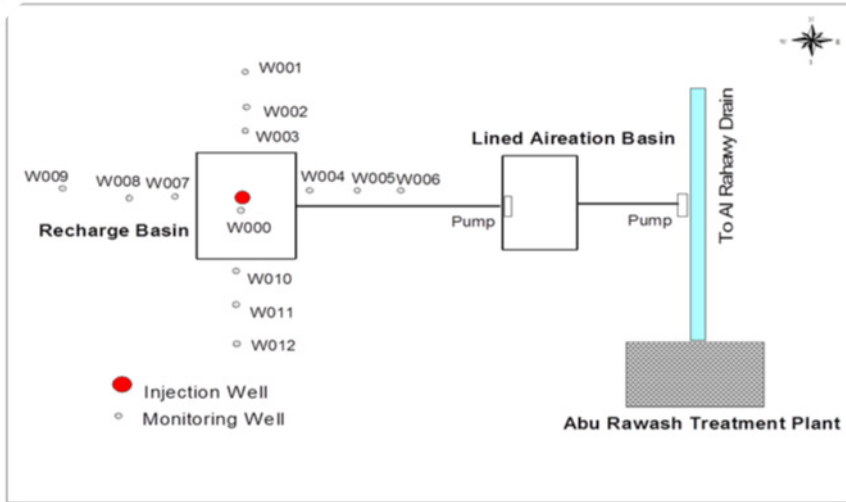 N
W
E
S
W001
W002
W003
Lined Aireation Basin
W009
W008
W007
W004
W005
W006
To Al Rahawy Drain
Recharge Basin
W000
Pump
Pump
W010
W011
W012
Injection Well
Monitoring Well
Abu Rawash Treatment Plant